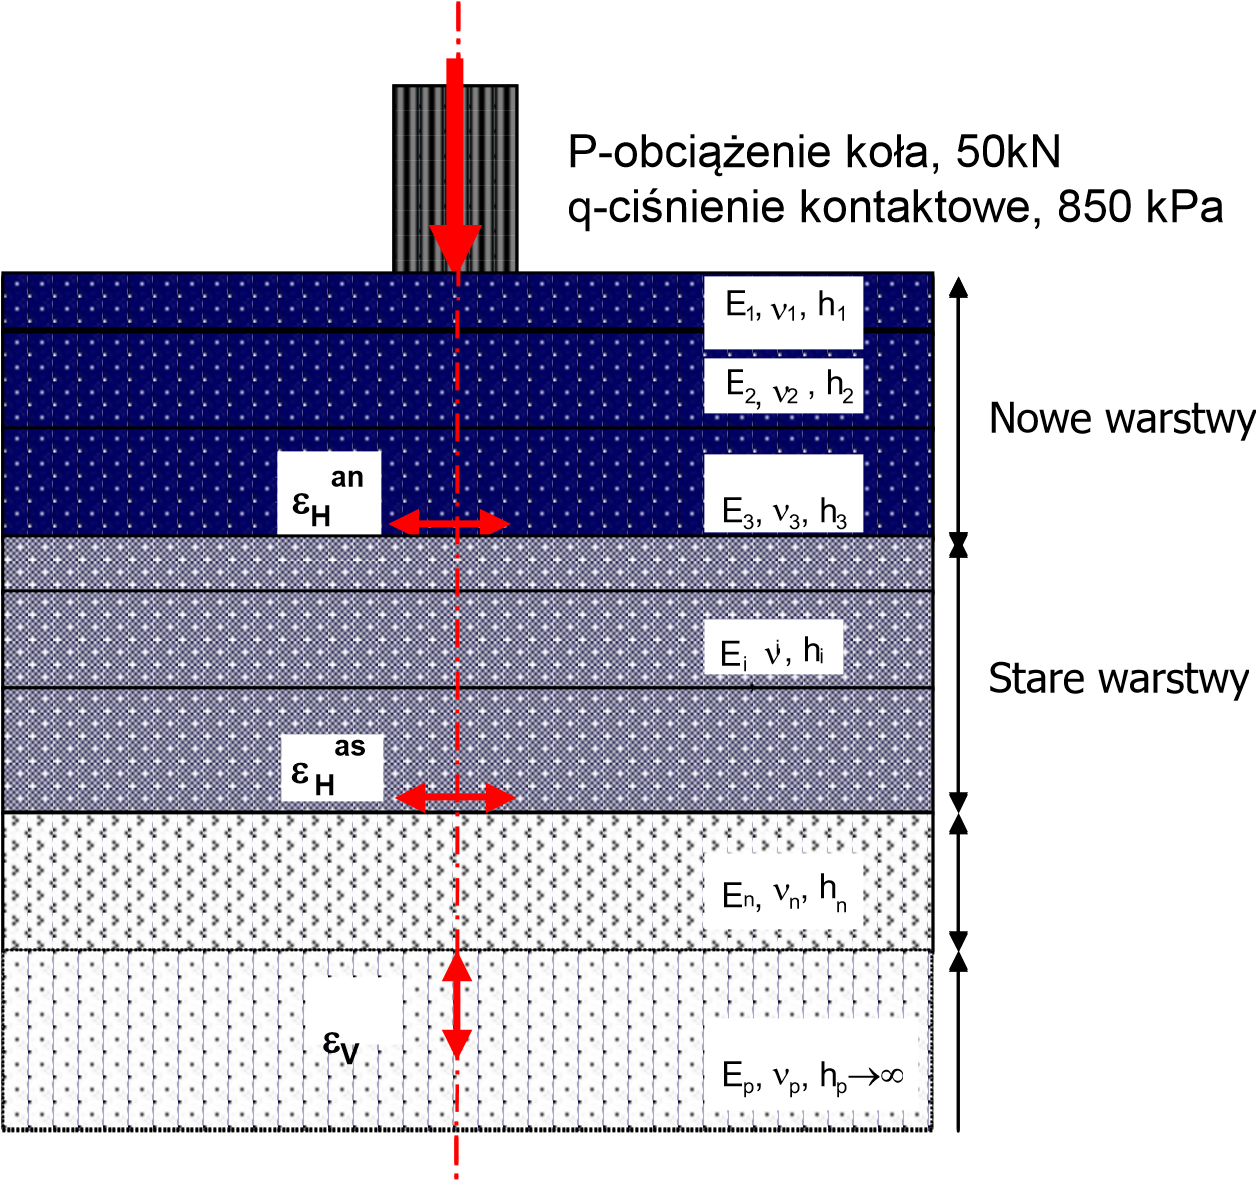 P-obciążenie koła, 50kN
q-ciśnienie kontaktowe, 850 kPa
E1, ν1, h1
E2, ν2 , h2
Nowe warstwy
εH an
E3, ν3, h3
Ei νi, hi
Stare warstwy
εH as
En, νn, hn
εV
Ep, νp, hp→∞